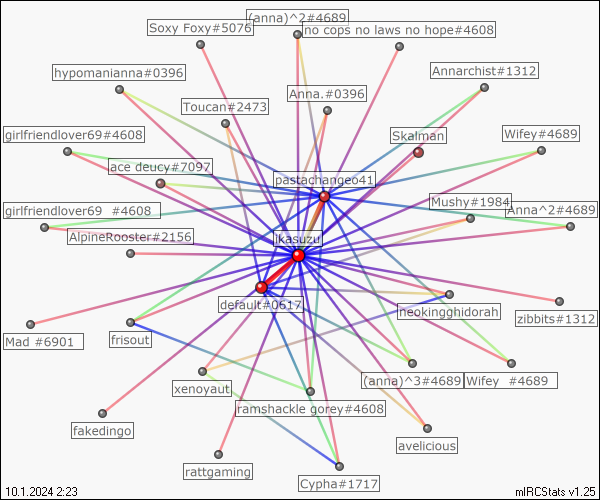 (anna)^2#4689
Soxy Foxy#5076
no cops no laws no hope#4608
hypomanianna#0396
Annarchist#1312
Anna.#0396
Toucan#2473
girlfriendlover69#4608
Skalman
Wifey#4689
ace deucy#7097
pastachangeo41
Mushy#1984
girlfriendlover69 #4608
Anna^2#4689
AlpineRooster#2156
Ikasuzu
default#0617
neokingghidorah
zibbits#1312
Mad #6901
frisout
(anna)^3#4689
Wifey #4689
xenoyaut
ramshackle gorey#4608
fakedingo
avelicious
rattgaming
Cypha#1717
10.1.2024 2:23
mIRCStats v1.25